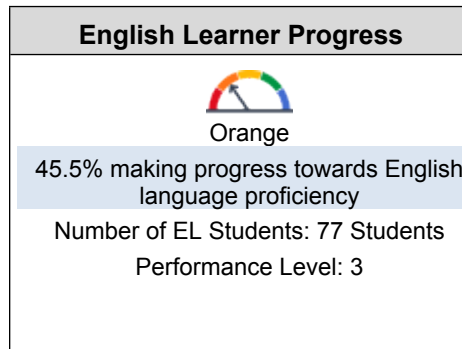 English Learner Progress
Orange
45.5% making progress towards English
language proficiency
Number of EL Students: 77 Students
Performance Level: 3